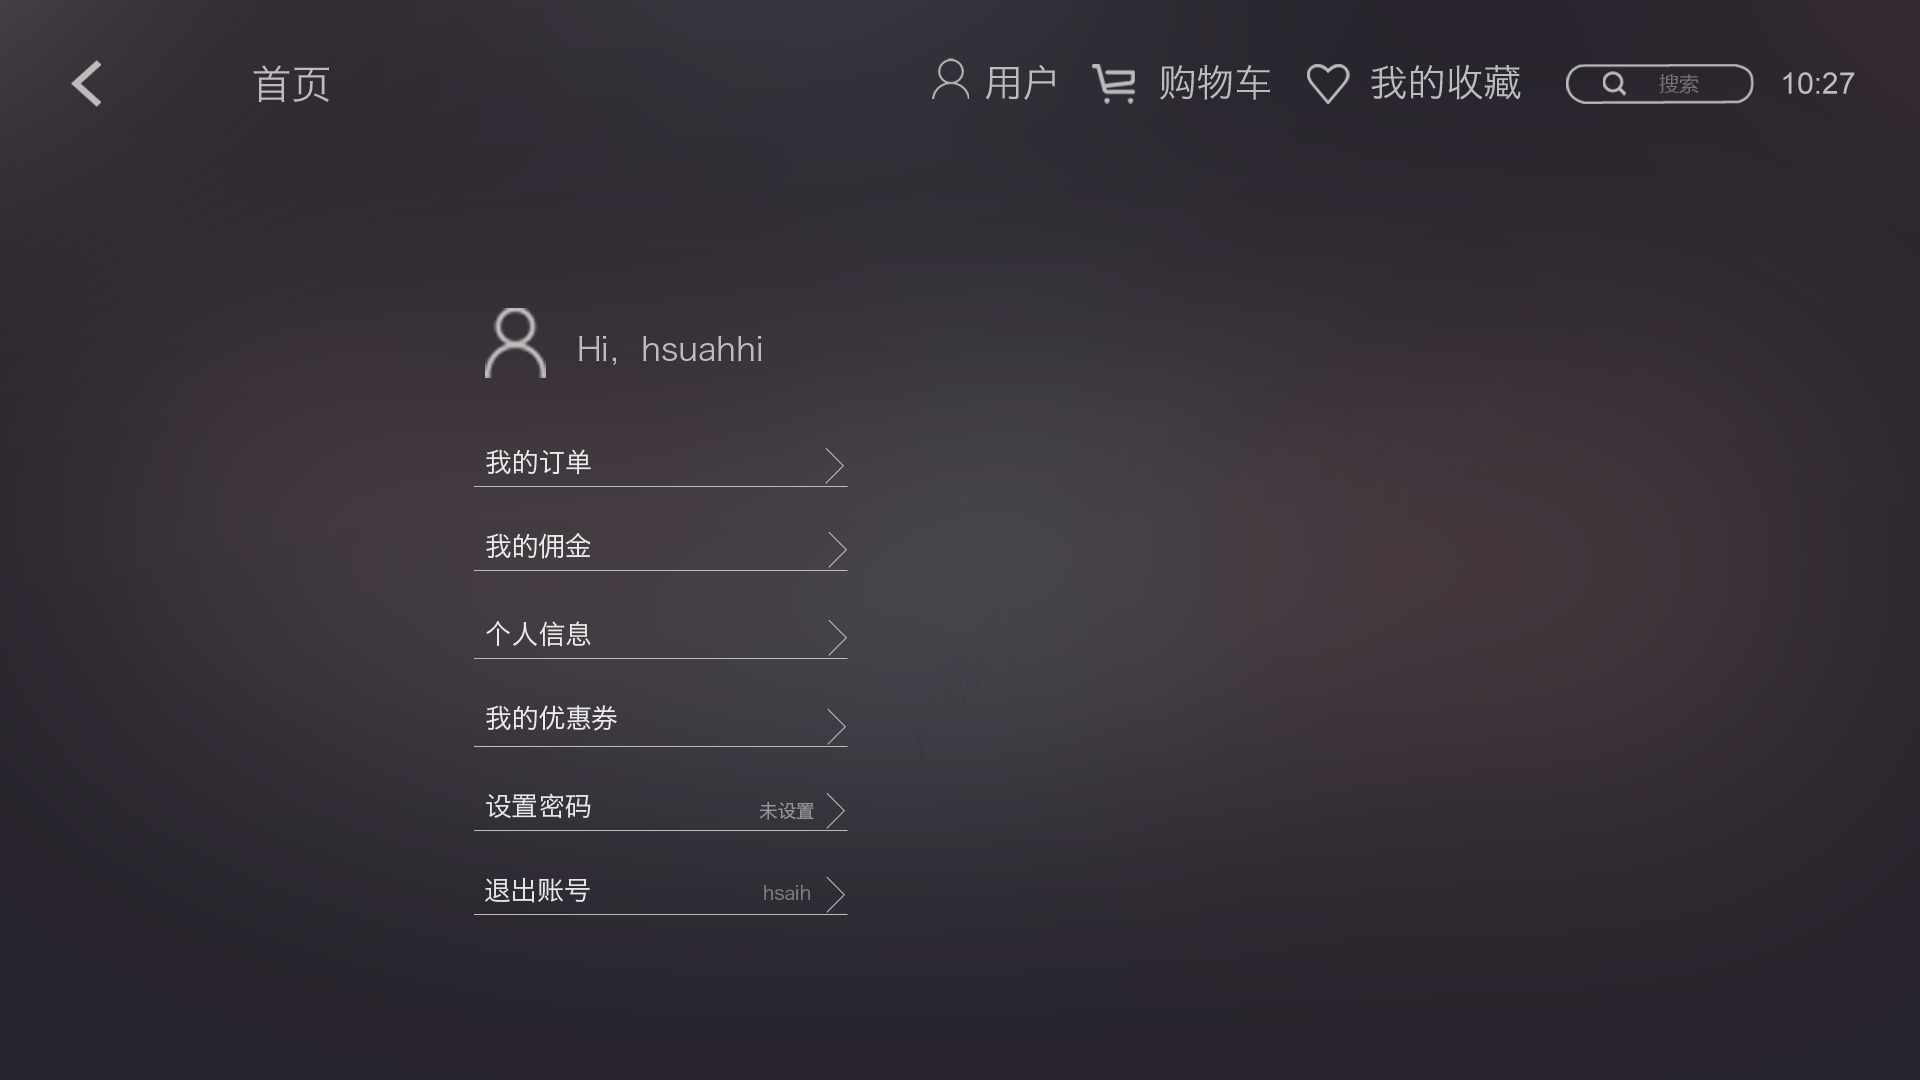 首页 用户 购物车 我的收藏 搜索 10:27
Hi, hsuahhi
我的订单
我的佣金
个人信息
我的优惠券
设置密码 未设置
退出账号 hsaih